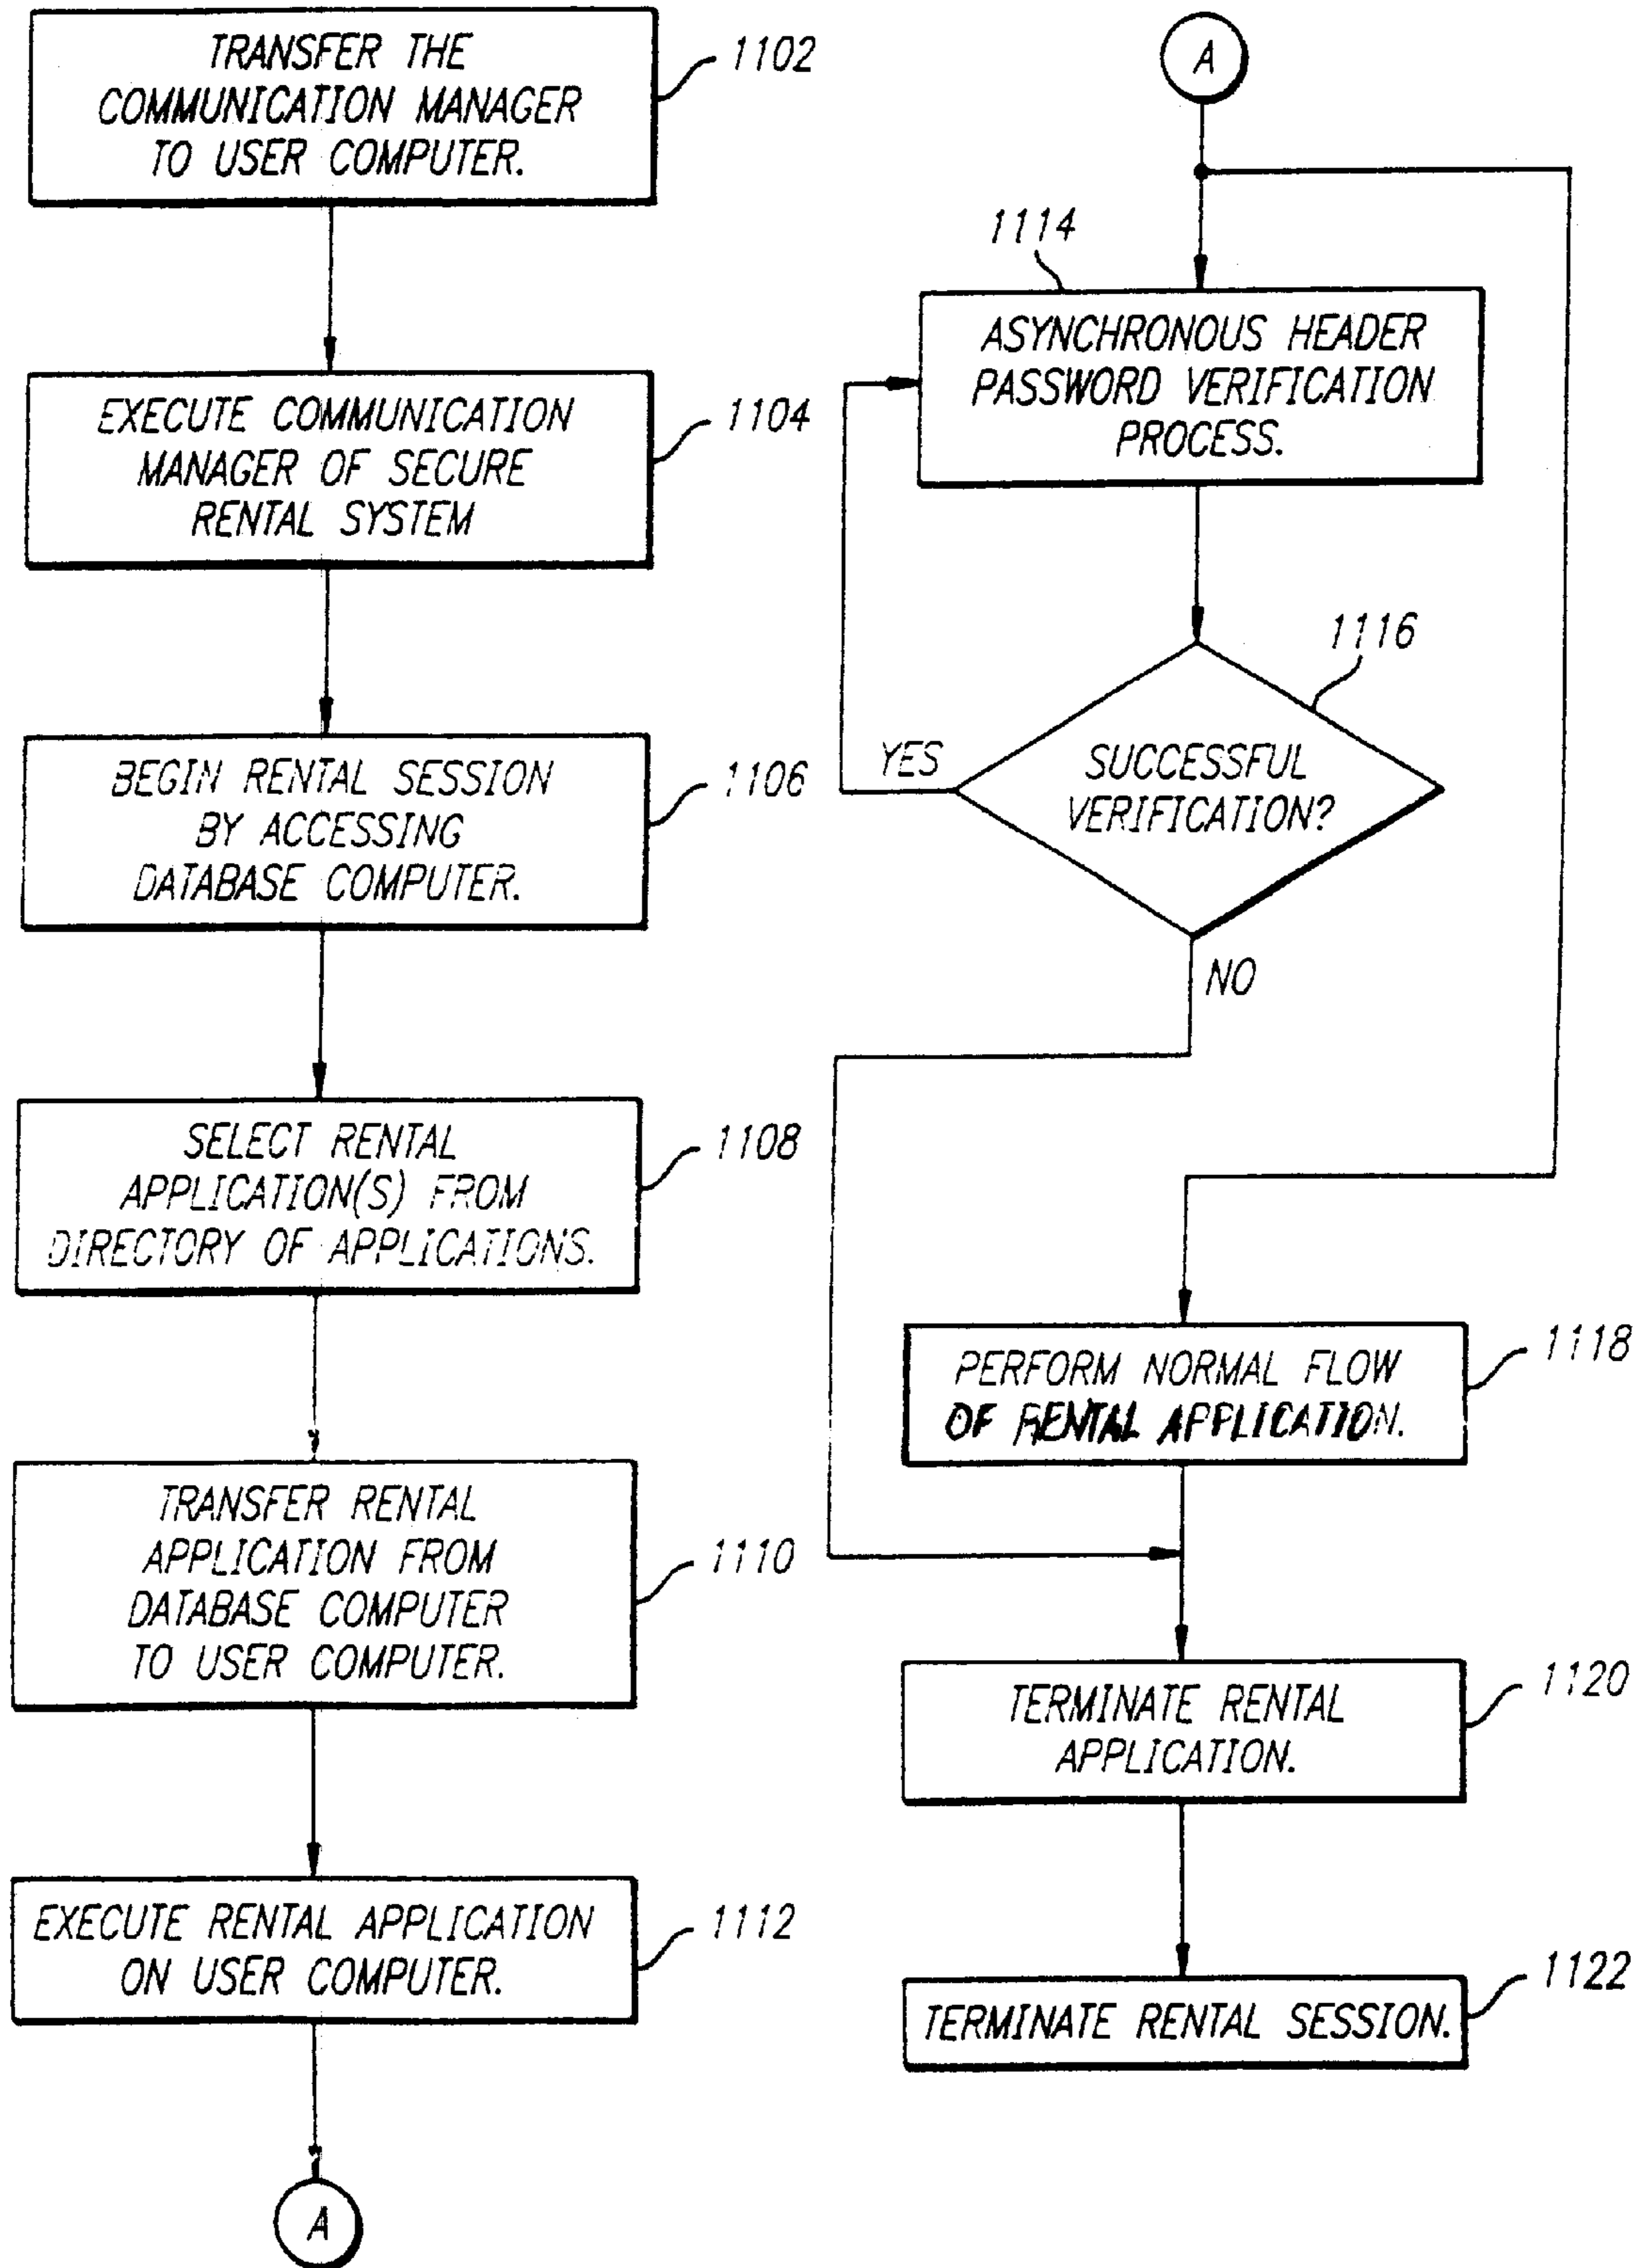 TRANSFER THE
COMMUNICATION MANAGER
TO USER COMPUTER.
1102
EXECUTE COMMUNICATION
MANAGER OF SECURE
RENTAL SYSTEM
1104
BEGIN RENTAL SESSION
BY ACCESSING
DATABASE COMPUTER.
1106
SELECT RENTAL
APPLICATION(S) FROM
DIRECTORY OF APPLICATIONS.
1108
TRANSFER RENTAL
APPLICATION FROM
DATABASE COMPUTER
TO USER COMPUTER.
1110
EXECUTE RENTAL APPLICATION
ON USER COMPUTER.
1112
A
A
1114
ASYNCHRONOUS HEADER
PASSWORD VERIFICATION
PROCESS.
1116
YES
SUCCESSFUL
VERIFICATION?
NO
PERFORM NORMAL FLOW
OF RENTAL APPLICATION.
1118
TERMINATE RENTAL
APPLICATION.
1120
TERMINATE RENTAL SESSION.
1122